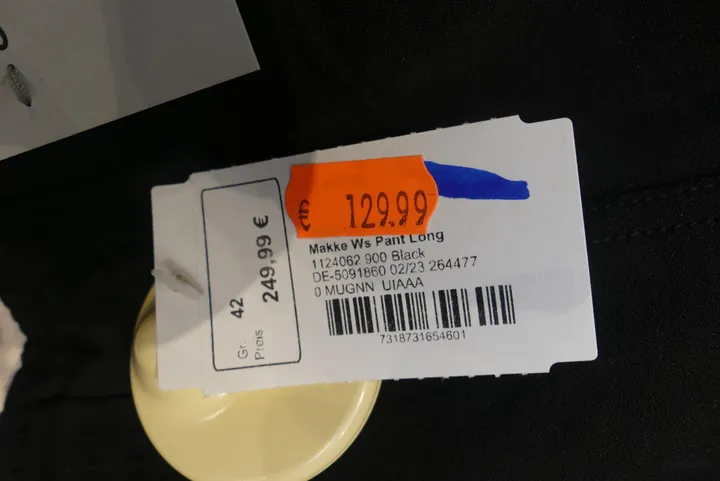 € 129.99
Makke Ws Pant Long
1124062 900 Black
DE-5091860 02/23 264477
0 MUGNN UIAAA
7318731654601
Gr. 42
Preis 249,99 €